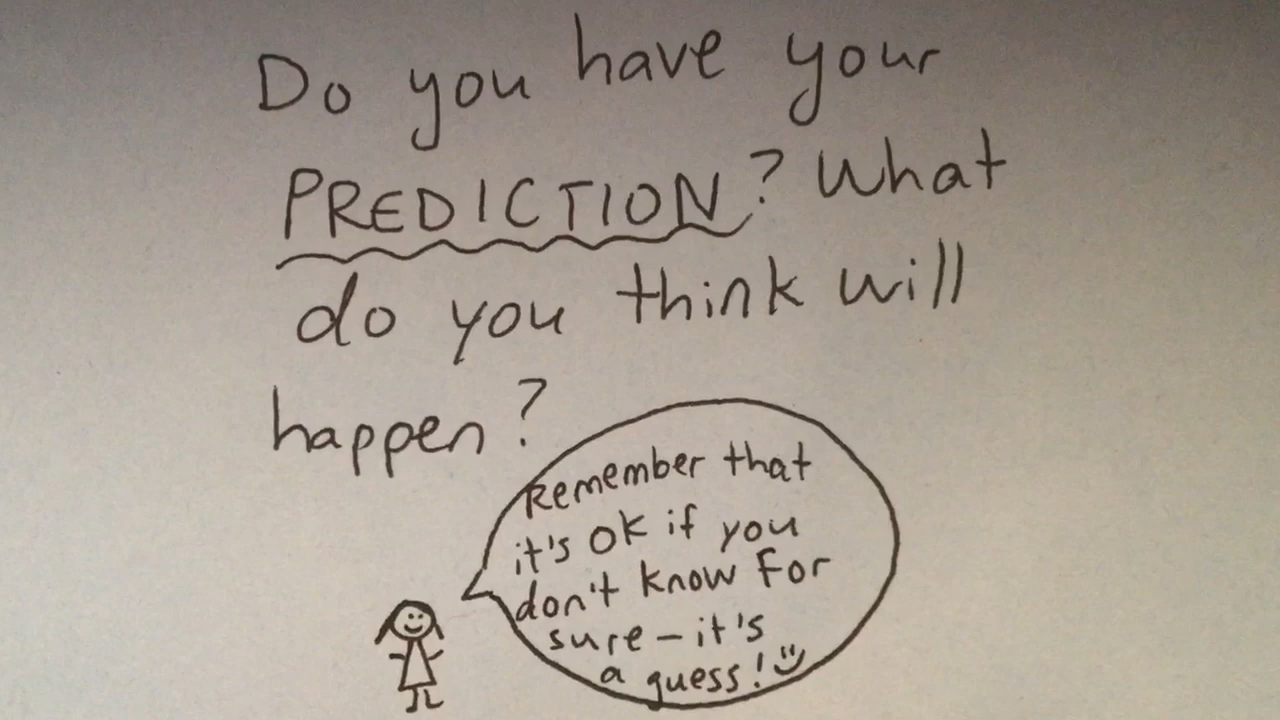 Do you have your
PREDICTION? What
do you think will
happen?
Remember that
it's OK if you
don't know for
sure - it's
a guess!